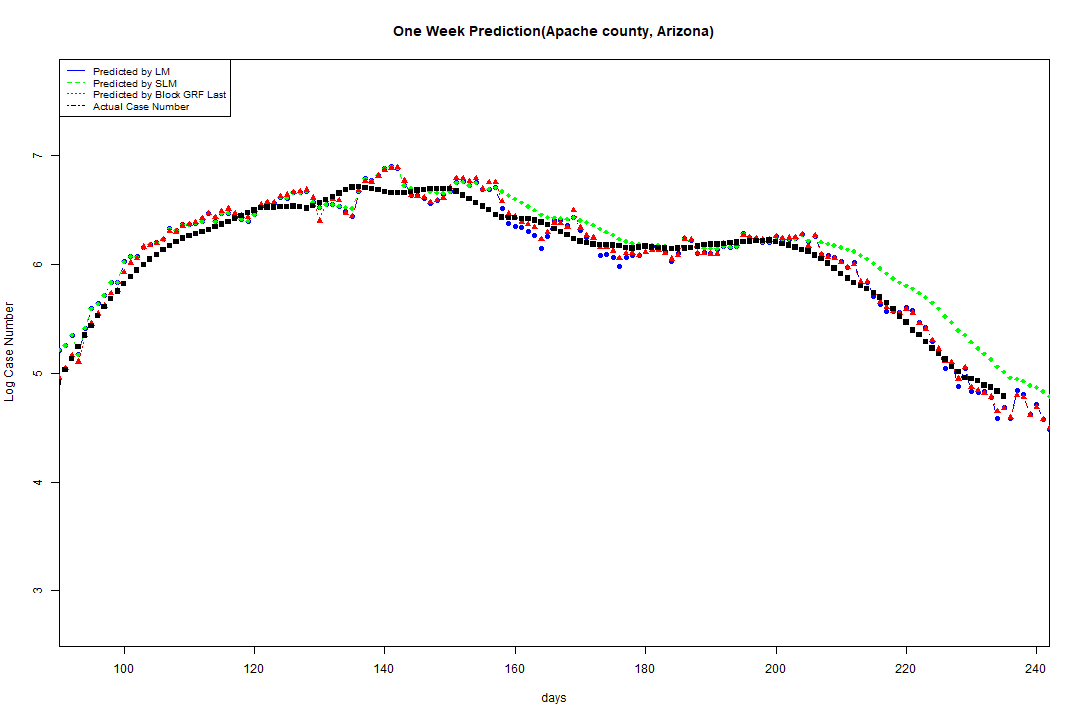 One Week Prediction(Apache county, Arizona)
Predicted by LM
Predicted by SLM
Predicted by Block GRF Last
Actual Case Number
7
6
5
4
3
Log Case Number
100 120 140 160 180 200 220 240
days